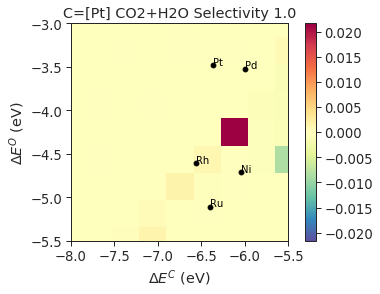 C=[Pt] CO2+H2O Selectivity 1.0
−3.0
−3.5
−4.0
−4.5
−5.0
−5.5
ΔE^O (eV)
Pt
Pd
Rh
Ni
Ru
−8.0 −7.5 −7.0 −6.5 −6.0 −5.5
ΔE^C (eV)
0.020
0.015
0.010
0.005
0.000
−0.005
−0.010
−0.015
−0.020